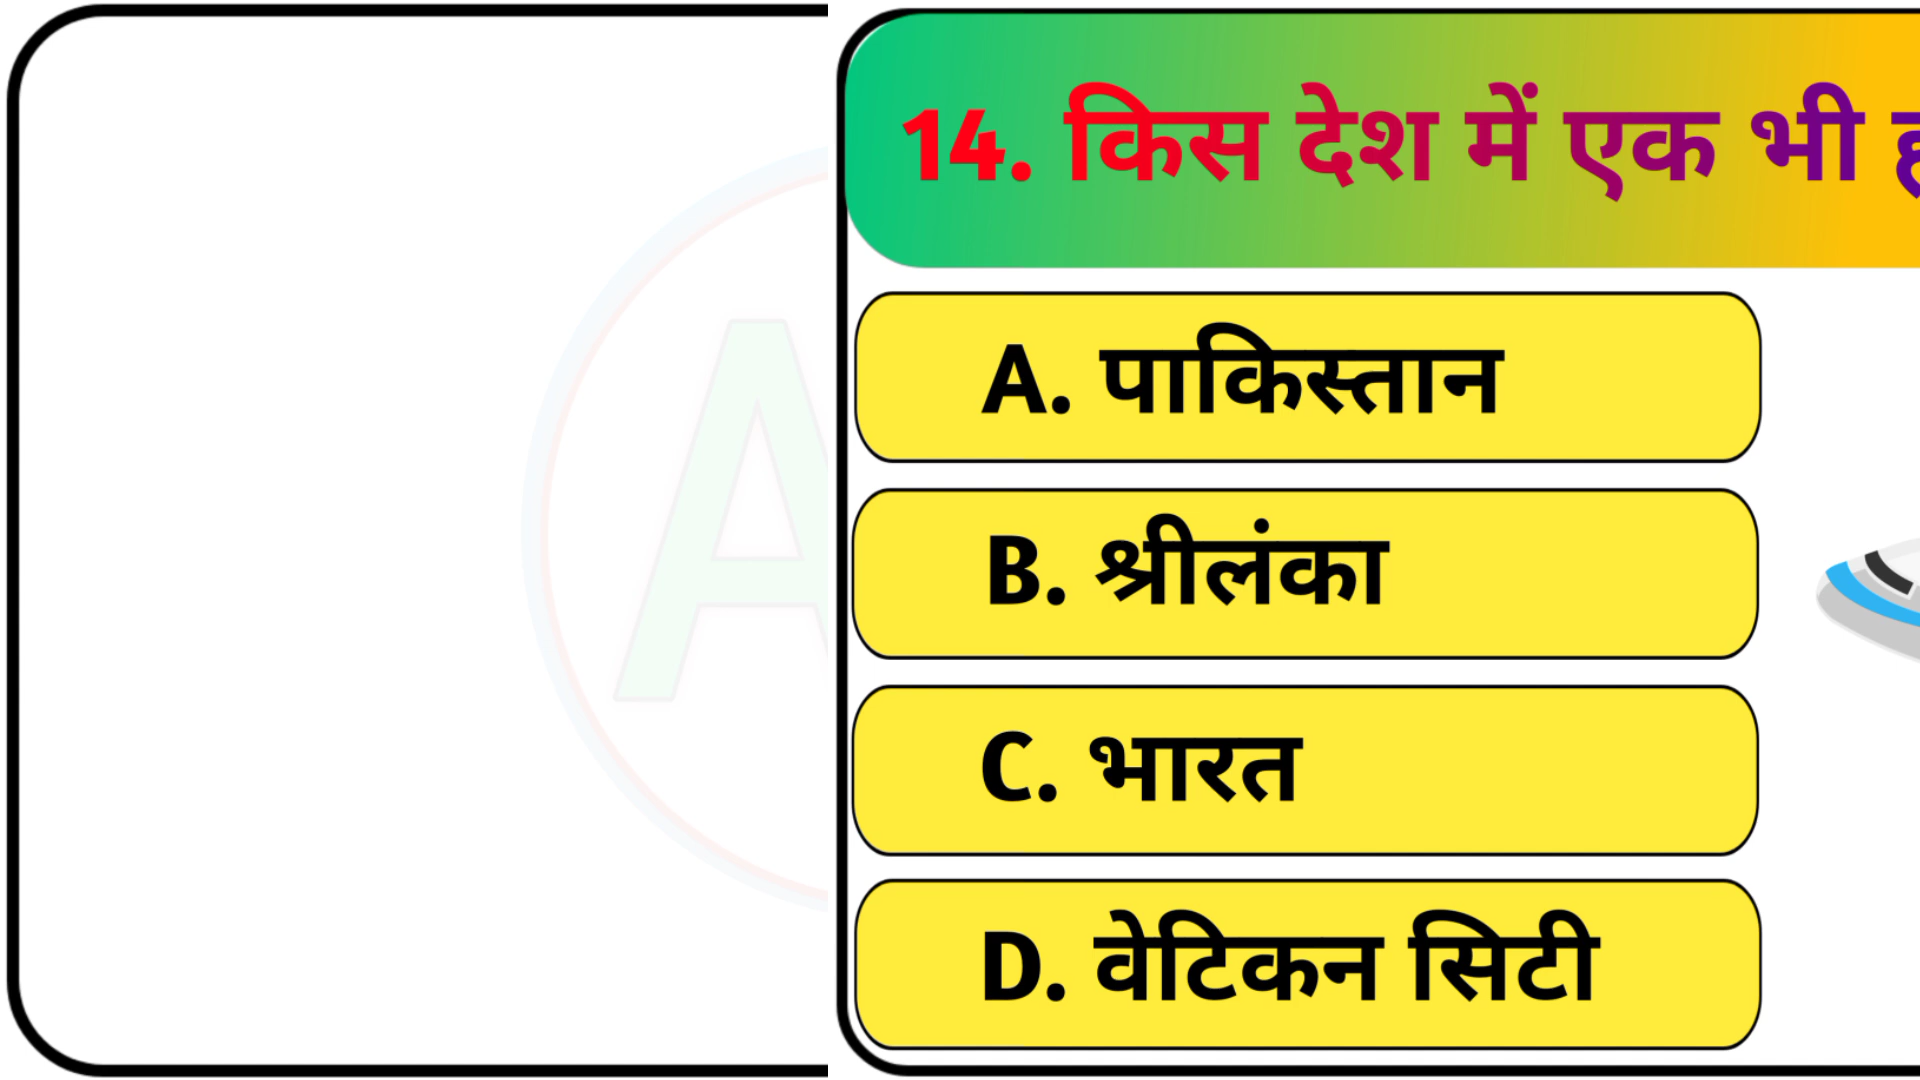 A
14. किस देश में एक भी
A. पाकिस्तान
B. श्रीलंका
C. भारत
D. वेटिकन सिटी